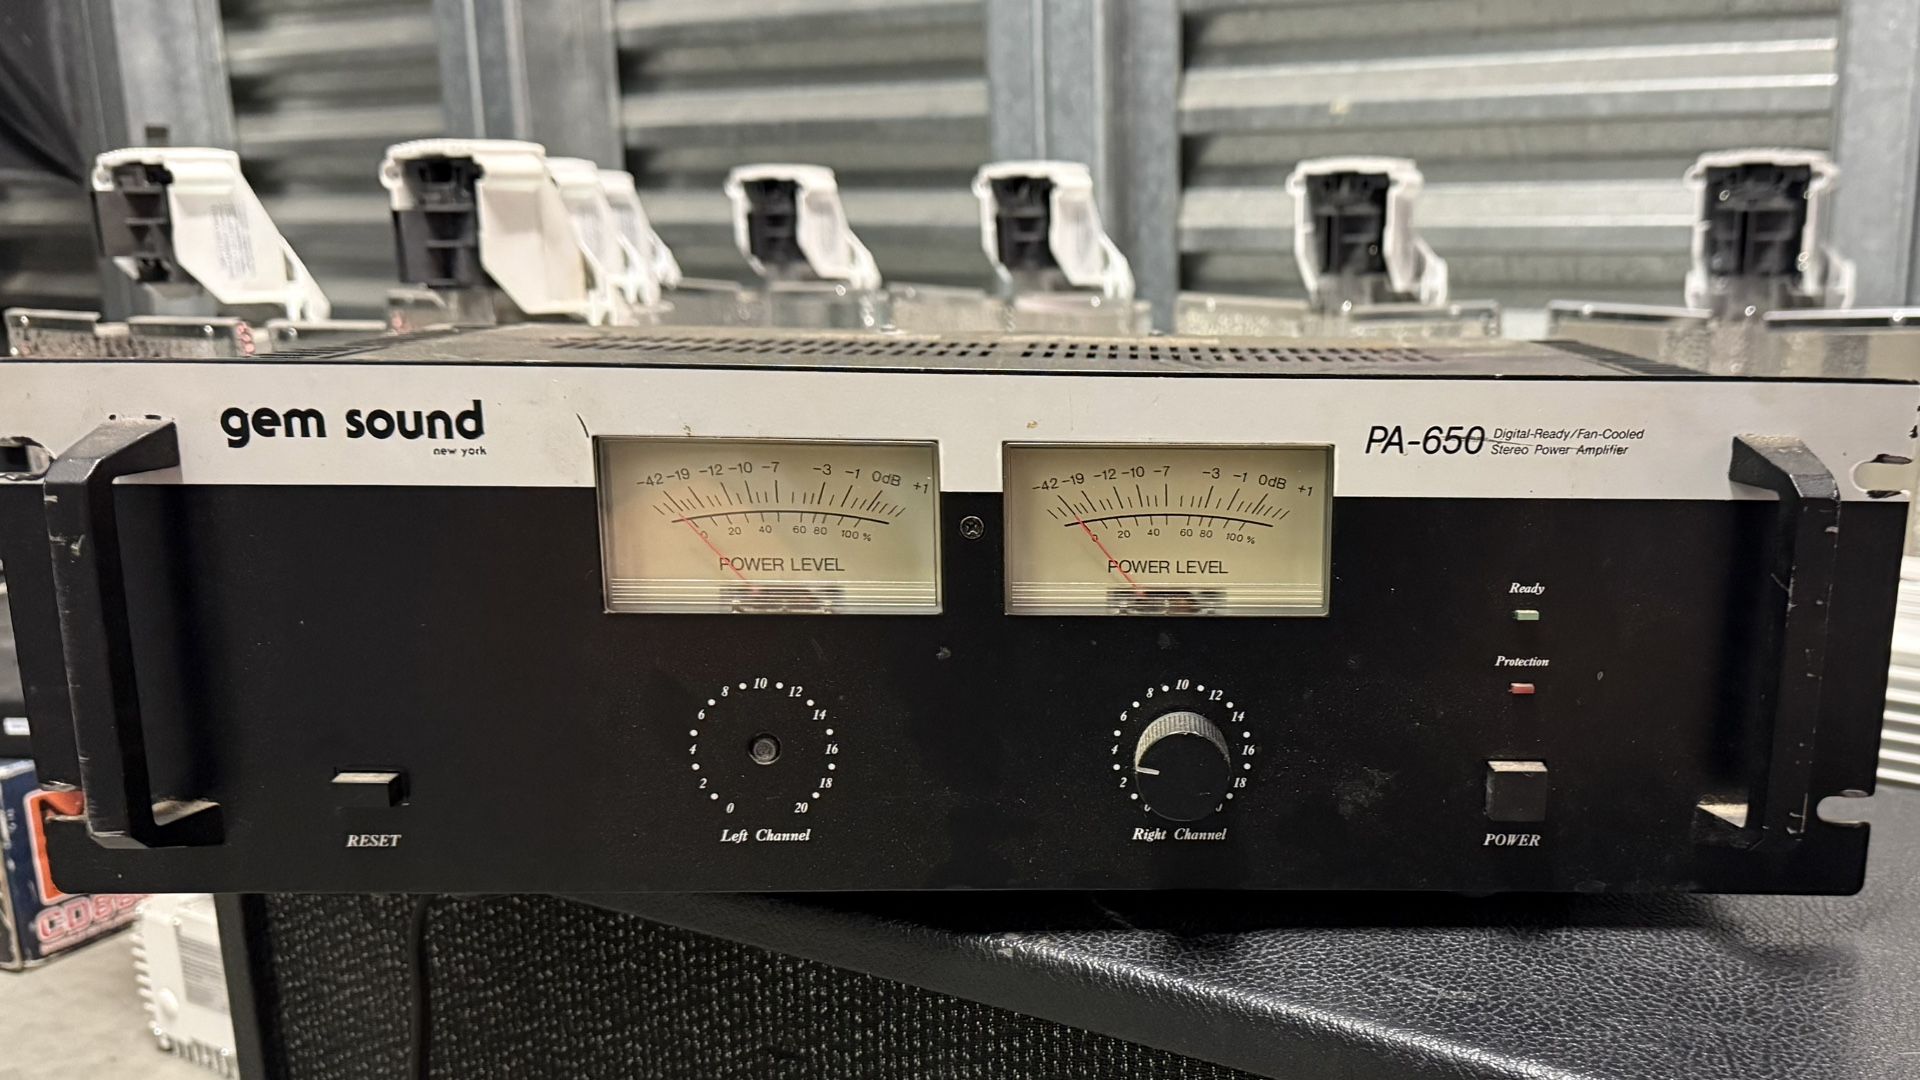 gem sound
new york
PA-650 Digital-Ready/Fan-Cooled
Stereo Power Amplifier
-42 -19 -12 -10 -7 -3 -1 0dB +1
0 20 40 60 80 100 %
POWER LEVEL
-42 -19 -12 -10 -7 -3 -1 0dB +1
0 20 40 60 80 100 %
POWER LEVEL
Ready
Protection
0 2 4 6 8 10 12 14 16 18 20
Left Channel
0 2 4 6 8 10 12 14 16 18
Right Channel
RESET
POWER